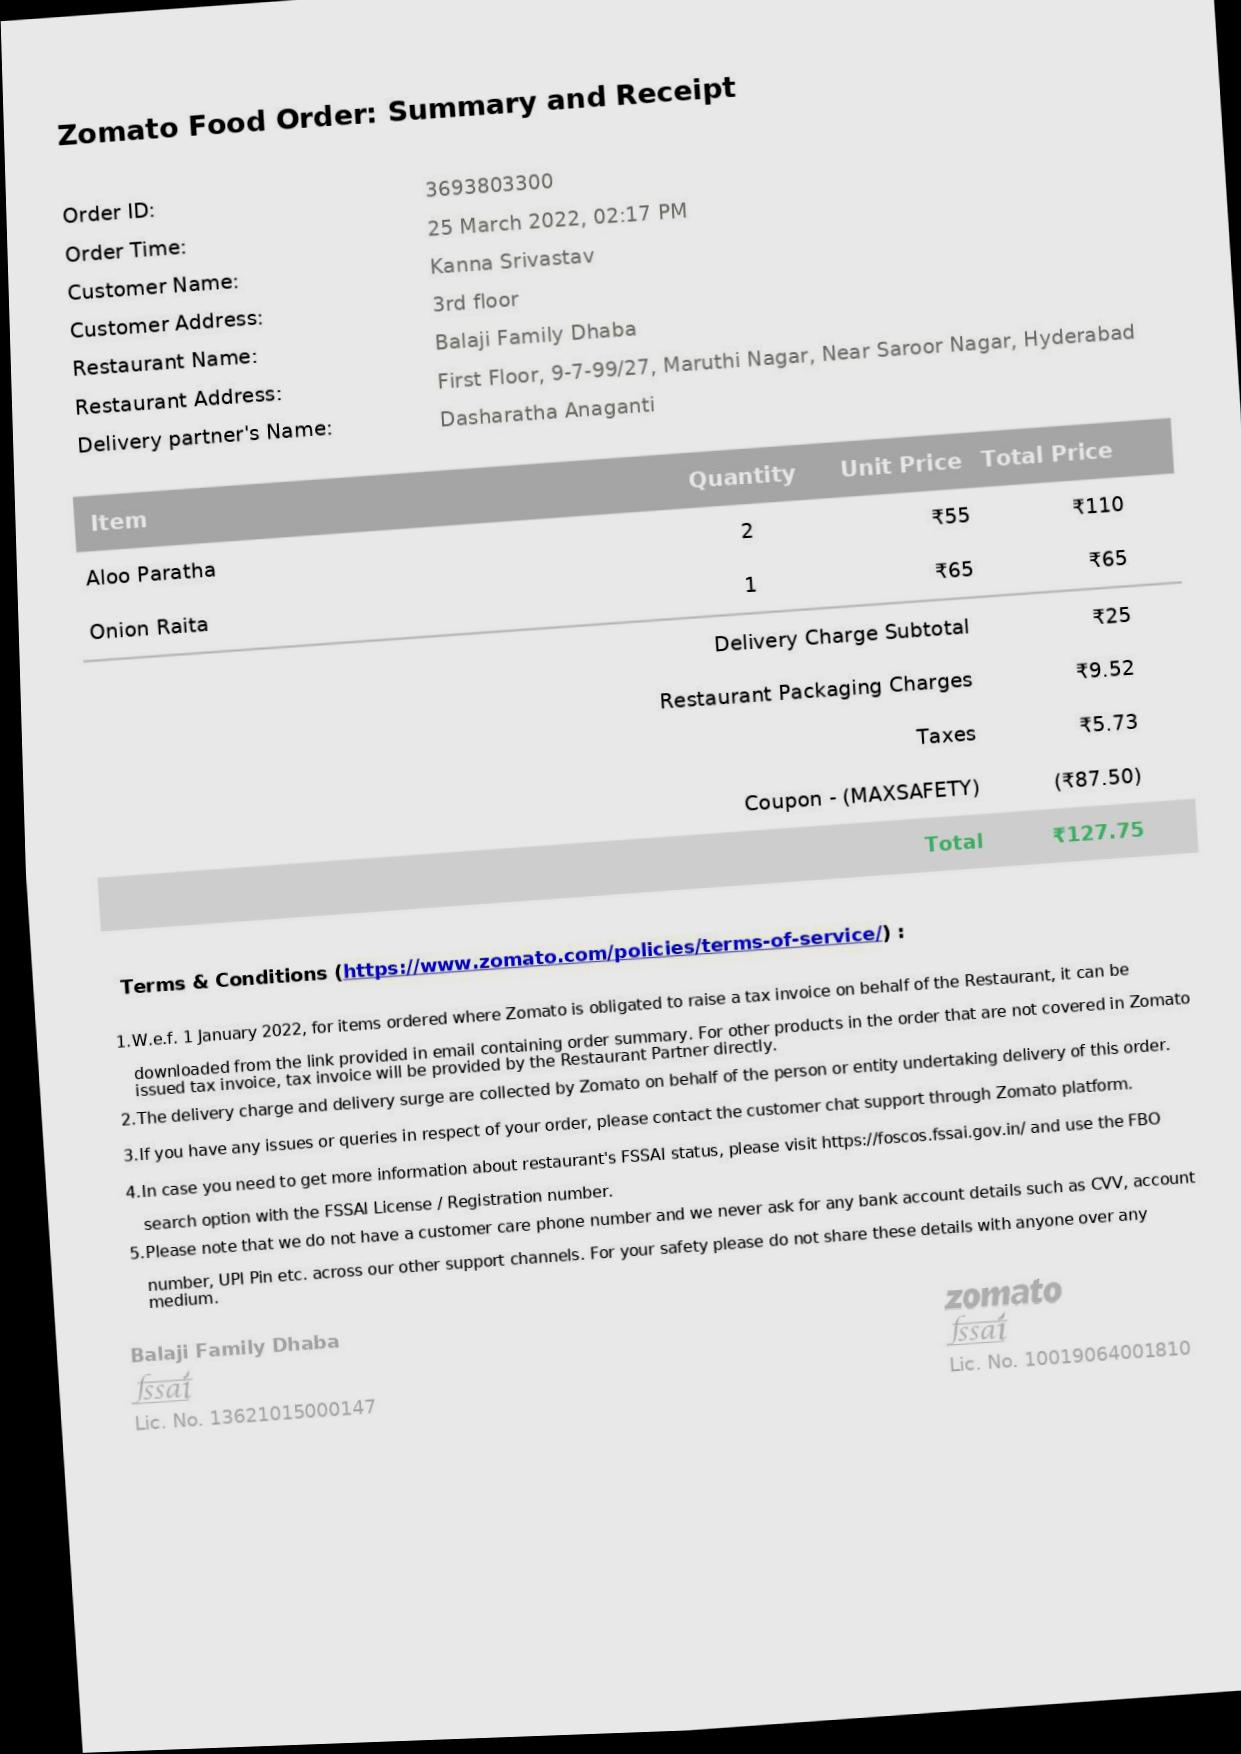 Zomato Food Order: Summary and Receipt
Order ID: 3693803300
Order Time: 25 March 2022, 02:17 PM
Customer Name: Kanna Srivastav
Customer Address: 3rd floor
Restaurant Name: Balaji Family Dhaba
Restaurant Address: First Floor, 9-7-99/27, Maruthi Nagar, Near Saroor Nagar, Hyderabad
Delivery partner's Name: Dasharatha Anaganti
Item Quantity Unit Price Total Price
Aloo Paratha 2 ₹55 ₹110
Onion Raita 1 ₹65 ₹65
Delivery Charge Subtotal ₹25
Restaurant Packaging Charges ₹9.52
Taxes ₹5.73
Coupon - (MAXSAFETY) (₹87.50)
Total ₹127.75
Terms & Conditions (https://www.zomato.com/policies/terms-of-service/) :
1.W.e.f. 1 January 2022, for items ordered where Zomato is obligated to raise a tax invoice on behalf of the Restaurant, it can be
downloaded from the link provided in email containing order summary. For other products in the order that are not covered in Zomato
issued tax invoice, tax invoice will be provided by the Restaurant Partner directly.
2.The delivery charge and delivery surge are collected by Zomato on behalf of the person or entity undertaking delivery of this order.
3.If you have any issues or queries in respect of your order, please contact the customer chat support through Zomato platform.
4.In case you need to get more information about restaurant's FSSAI status, please visit https://foscos.fssai.gov.in/ and use the FBO
search option with the FSSAI License / Registration number.
5.Please note that we do not have a customer care phone number and we never ask for any bank account details such as CVV, account
number, UPI Pin etc. across our other support channels. For your safety please do not share these details with anyone over any
medium.
Balaji Family Dhaba
fssai
Lic. No. 13621015000147
zomato
fssai
Lic. No. 10019064001810